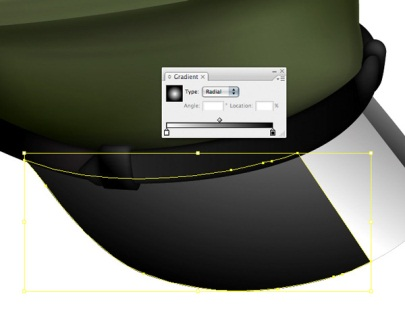 Gradient
Type: Radial
Angle: ° Location: %